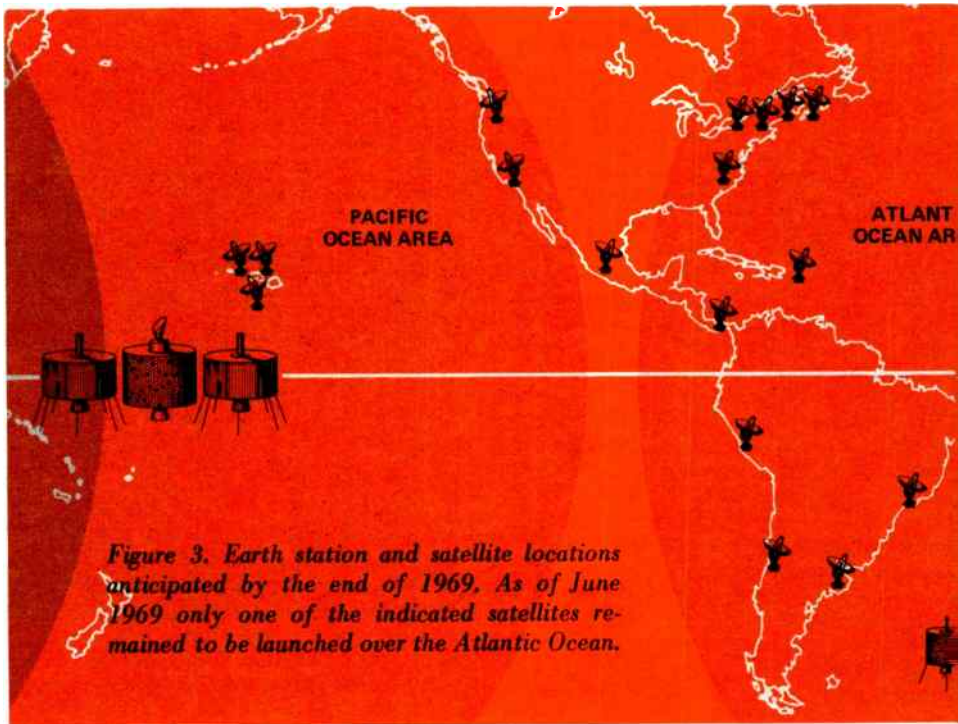 PACIFIC
OCEAN AREA
ATLANT
OCEAN AR
Figure 3. Earth station and satellite locations
anticipated by the end of 1969. As of June
1969 only one of the indicated satellites re-
mained to be launched over the Atlantic Ocean.